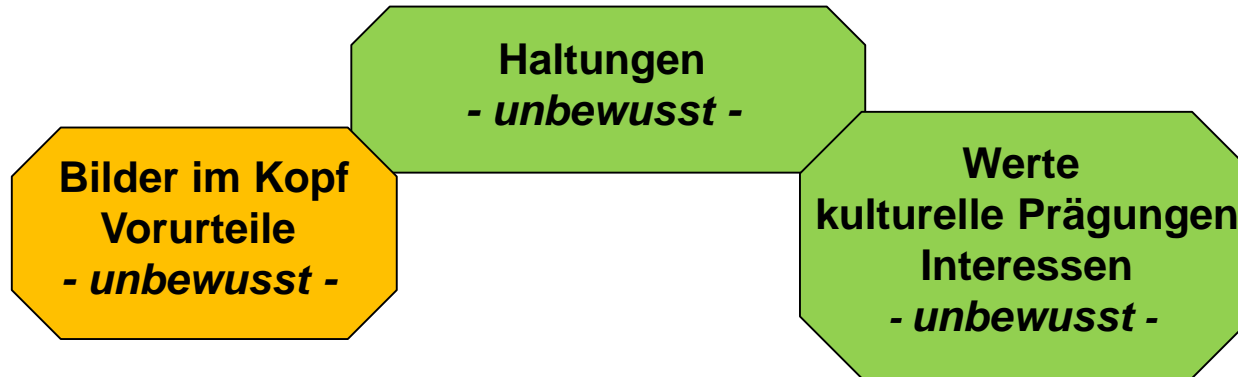 Haltungen
- unbewusst -
Bilder im Kopf
Vorurteile
- unbewusst -
Werte
kulturelle Prägungen
Interessen
- unbewusst -